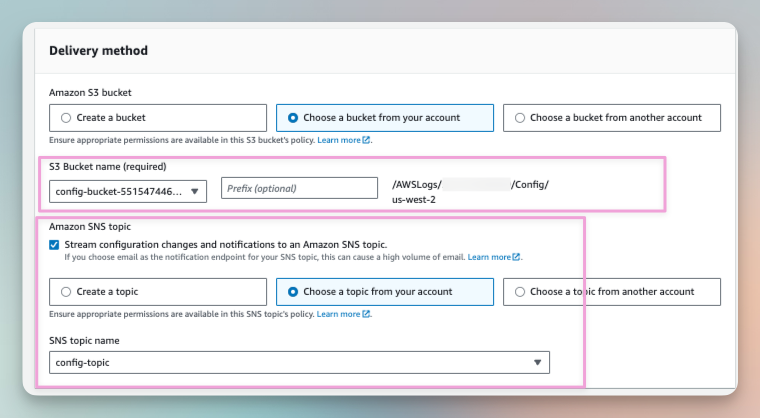 Delivery method
Amazon S3 bucket
Create a bucket
Choose a bucket from your account
Choose a bucket from another account
Ensure appropriate permissions are available in this S3 bucket's policy. Learn more.
S3 Bucket name (required)
config-bucket-551547446...
Prefix (optional)
/AWSLogs/ /Config/
us-west-2
Amazon SNS topic
Stream configuration changes and notifications to an Amazon SNS topic.
If you choose email as the notification endpoint for your SNS topic, this can cause a high volume of email. Learn more.
Create a topic
Choose a topic from your account
Choose a topic from another account
Ensure appropriate permissions are available in this SNS topic's policy. Learn more.
SNS topic name
config-topic